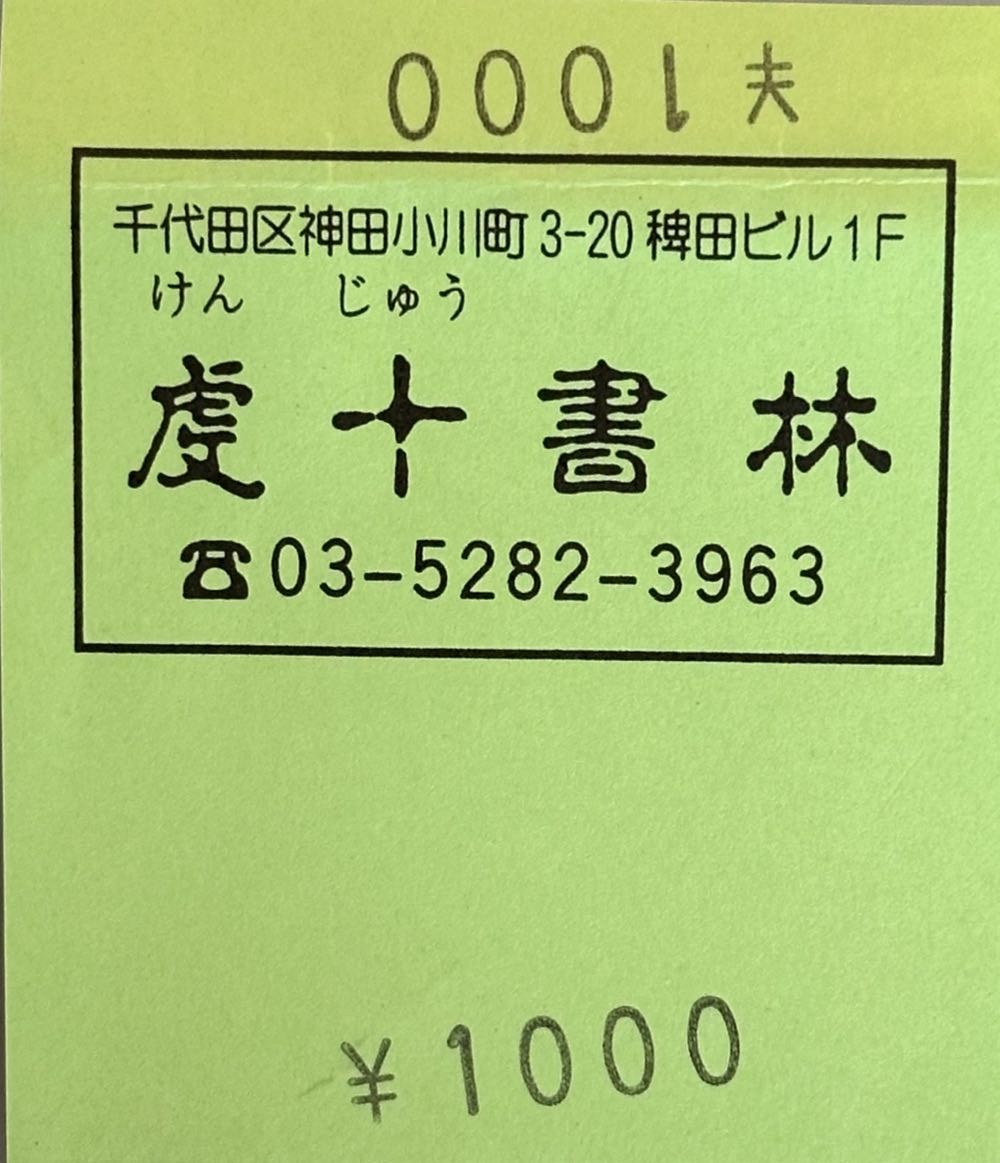 ¥1000
千代田区神田小川町3-20 稗田ビル1F
けん じゅう
虔十書林
☎03-5282-3963
¥1000